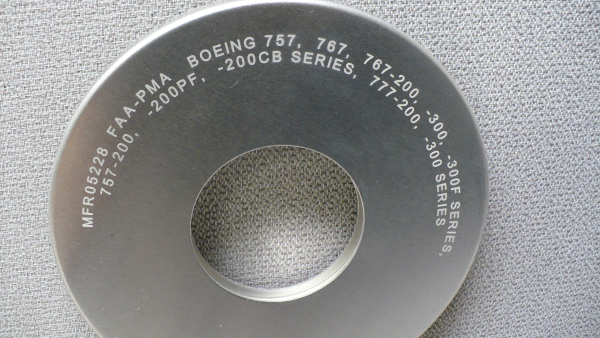 MFR05228 FAA-PMA BOEING 757, 767, 767-200, -300, -300F SERIES,
757-200, -200PF, -200CB SERIES, 777-200, -300 SERIES